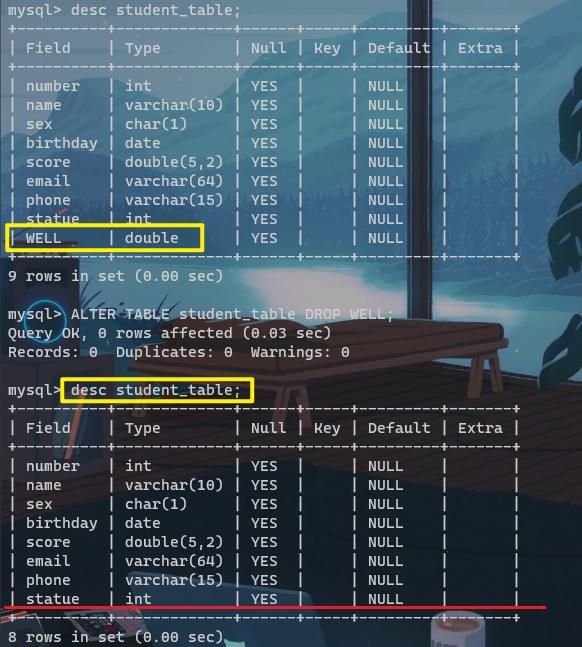 mysql> desc student_table;
+----------+-------------+------+-----+---------+-------+
| Field    | Type        | Null | Key | Default | Extra |
+----------+-------------+------+-----+---------+-------+
| number   | int         | YES  |     | NULL    |       |
| name     | varchar(10) | YES  |     | NULL    |       |
| sex      | char(1)     | YES  |     | NULL    |       |
| birthday | date        | YES  |     | NULL    |       |
| score    | double(5,2) | YES  |     | NULL    |       |
| email    | varchar(64) | YES  |     | NULL    |       |
| phone    | varchar(15) | YES  |     | NULL    |       |
| statue   | int         | YES  |     | NULL    |       |
| WELL     | double      | YES  |     | NULL    |       |
+----------+-------------+------+-----+---------+-------+
9 rows in set (0.00 sec)
mysql> ALTER TABLE student_table DROP WELL;
Query OK, 0 rows affected (0.03 sec)
Records: 0  Duplicates: 0  Warnings: 0
mysql> desc student_table;
+----------+-------------+------+-----+---------+-------+
| Field    | Type        | Null | Key | Default | Extra |
+----------+-------------+------+-----+---------+-------+
| number   | int         | YES  |     | NULL    |       |
| name     | varchar(10) | YES  |     | NULL    |       |
| sex      | char(1)     | YES  |     | NULL    |       |
| birthday | date        | YES  |     | NULL    |       |
| score    | double(5,2) | YES  |     | NULL    |       |
| email    | varchar(64) | YES  |     | NULL    |       |
| phone    | varchar(15) | YES  |     | NULL    |       |
| statue   | int         | YES  |     | NULL    |       |
+----------+-------------+------+-----+---------+-------+
8 rows in set (0.00 sec)